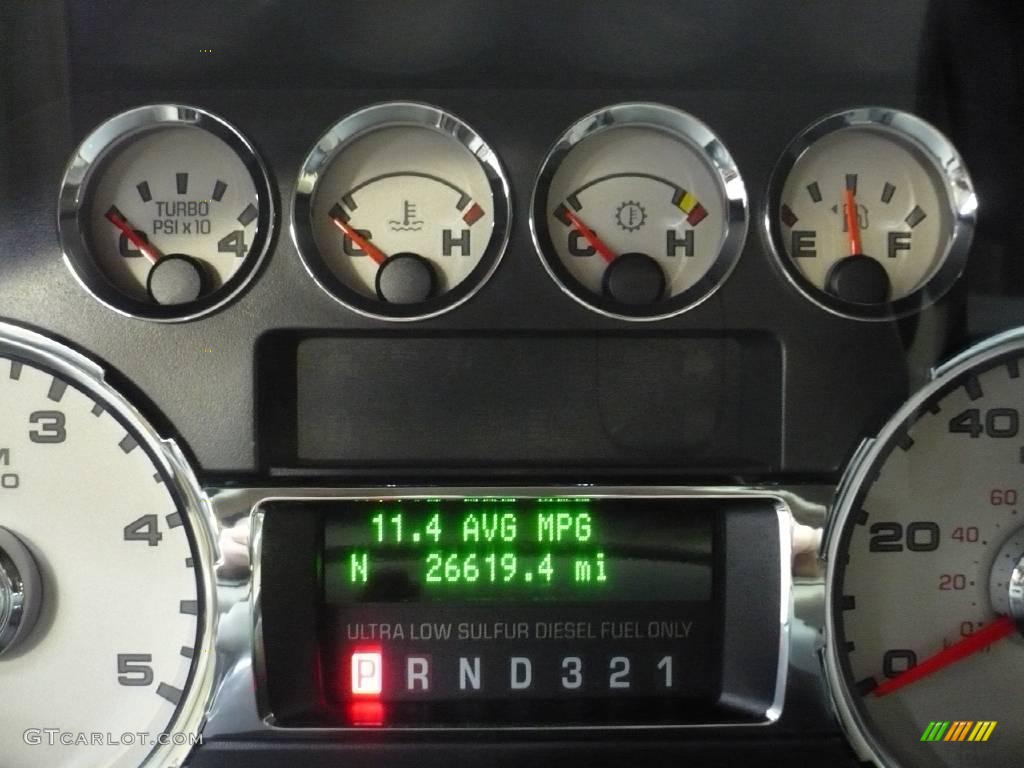 TURBO
PSI x 10
C 4
C H
C H
E F
3
4
5
40
20
0
60
40
20
0
11.4 AVG MPG
N 26619.4 mi
ULTRA LOW SULFUR DIESEL FUEL ONLY
P R N D 3 2 1
GTCARLOT.COM